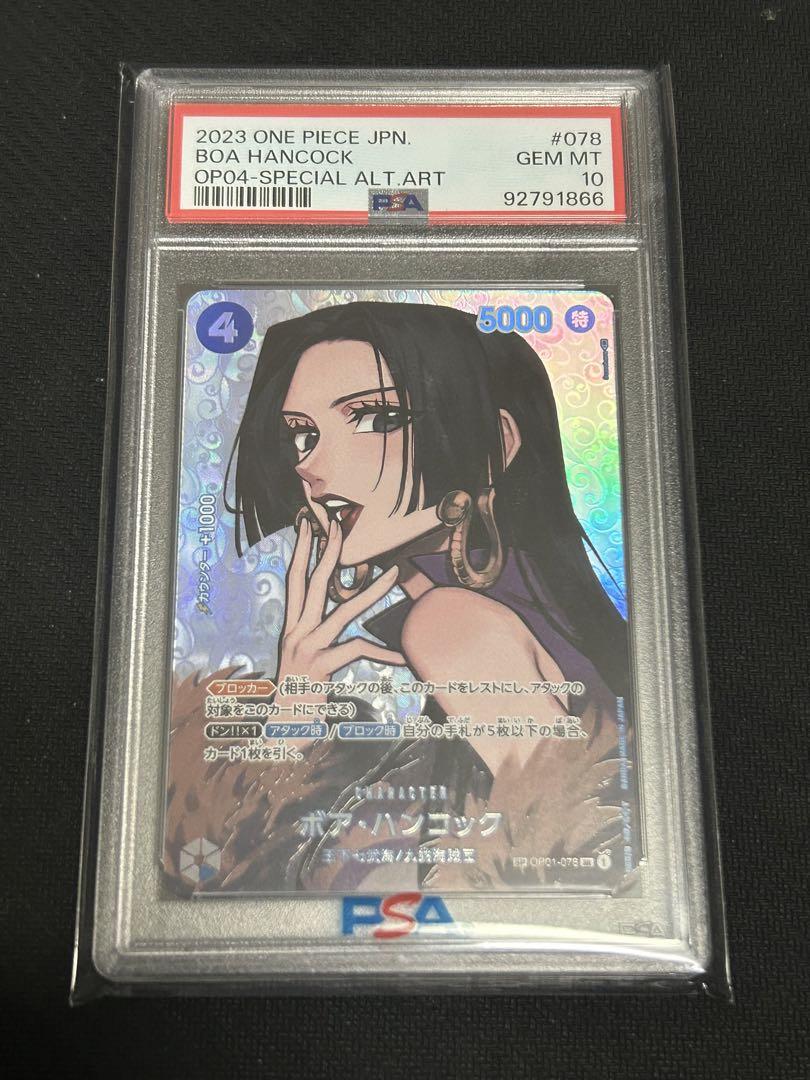 2023 ONE PIECE JPN. #078
BOA HANCOCK GEM MT
OP04-SPECIAL ALT.ART 10
PSA 92791866
4
5000 特
カウンター +1000
ブロッカー (相手のアタックの後、このカードをレストにし、アタックの
対象をこのカードにできる)
ドン!!×1 アタック時 / ブロック時 自分の手札が5枚以下の場合、
カード1枚を引く。
CHARACTER
ボア・ハンコック
王下七武海/九蛇海賊団
SP OP01-078 SR 1
PSA